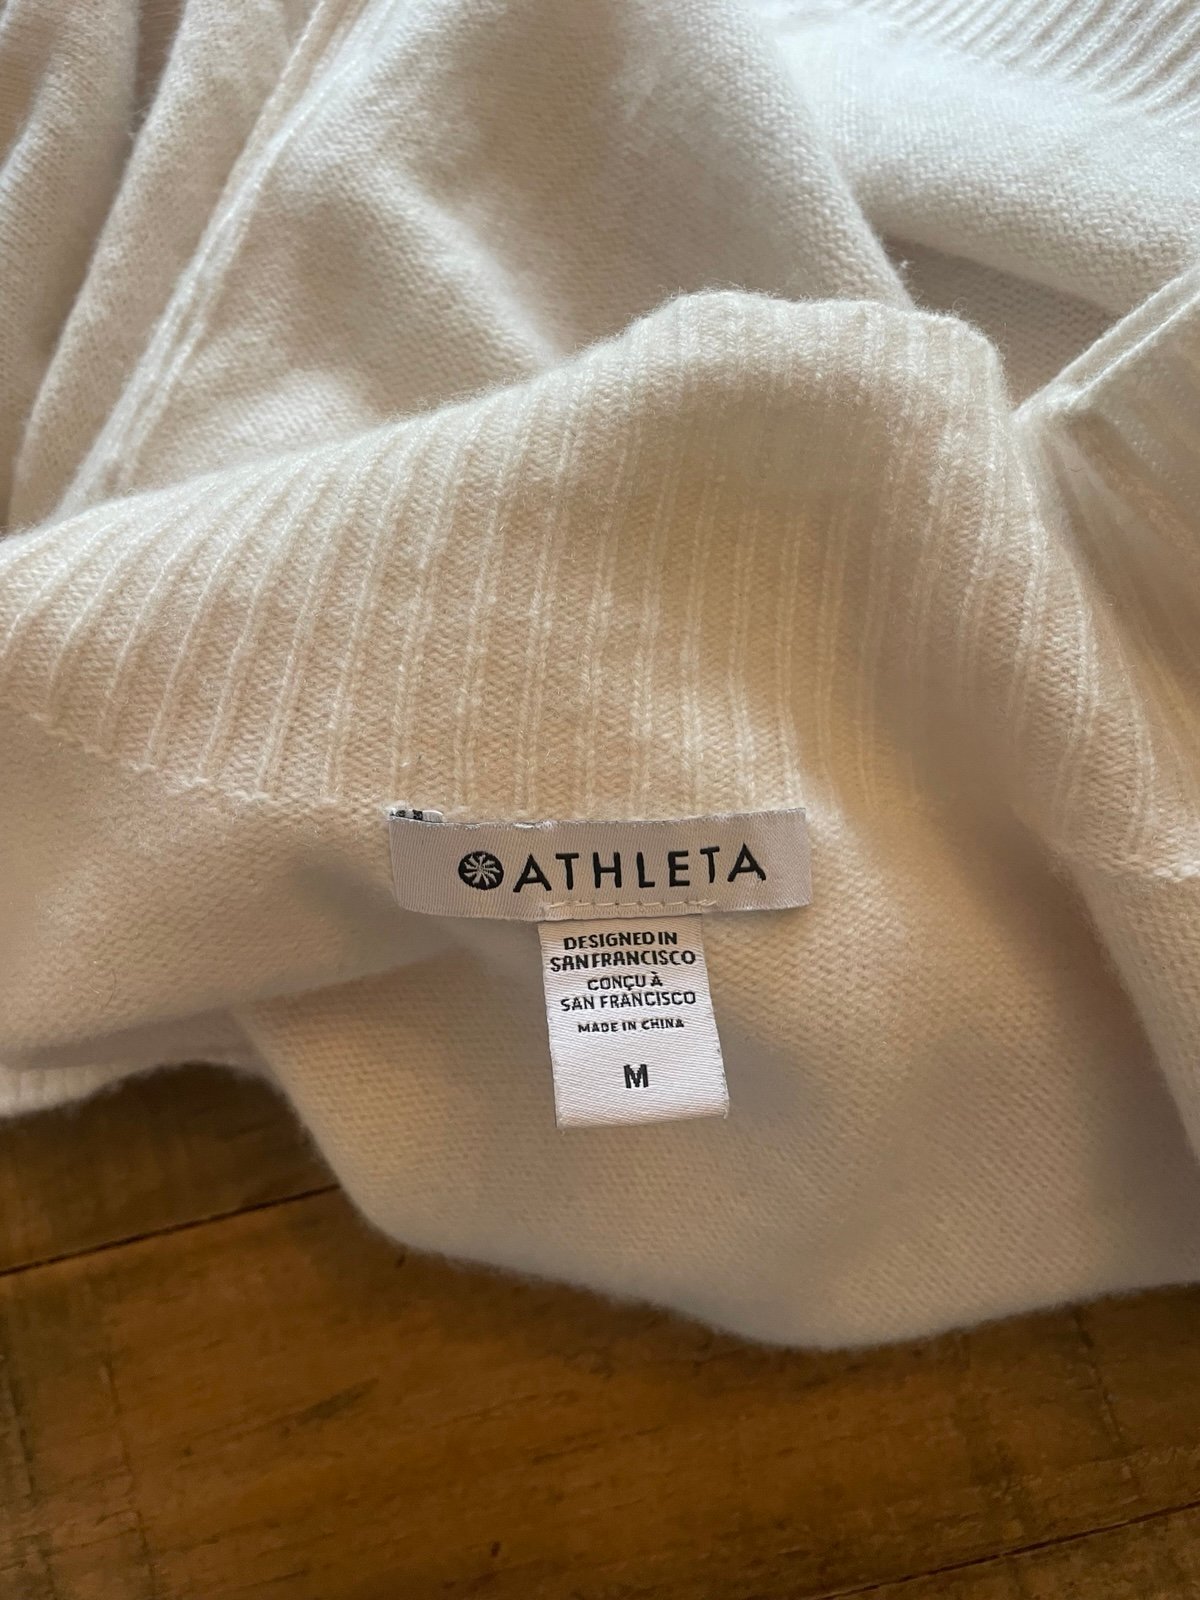 ATHLETA
DESIGNED IN
SAN FRANCISCO
CONÇU À
SAN FRANCISCO
MADE IN CHINA
M